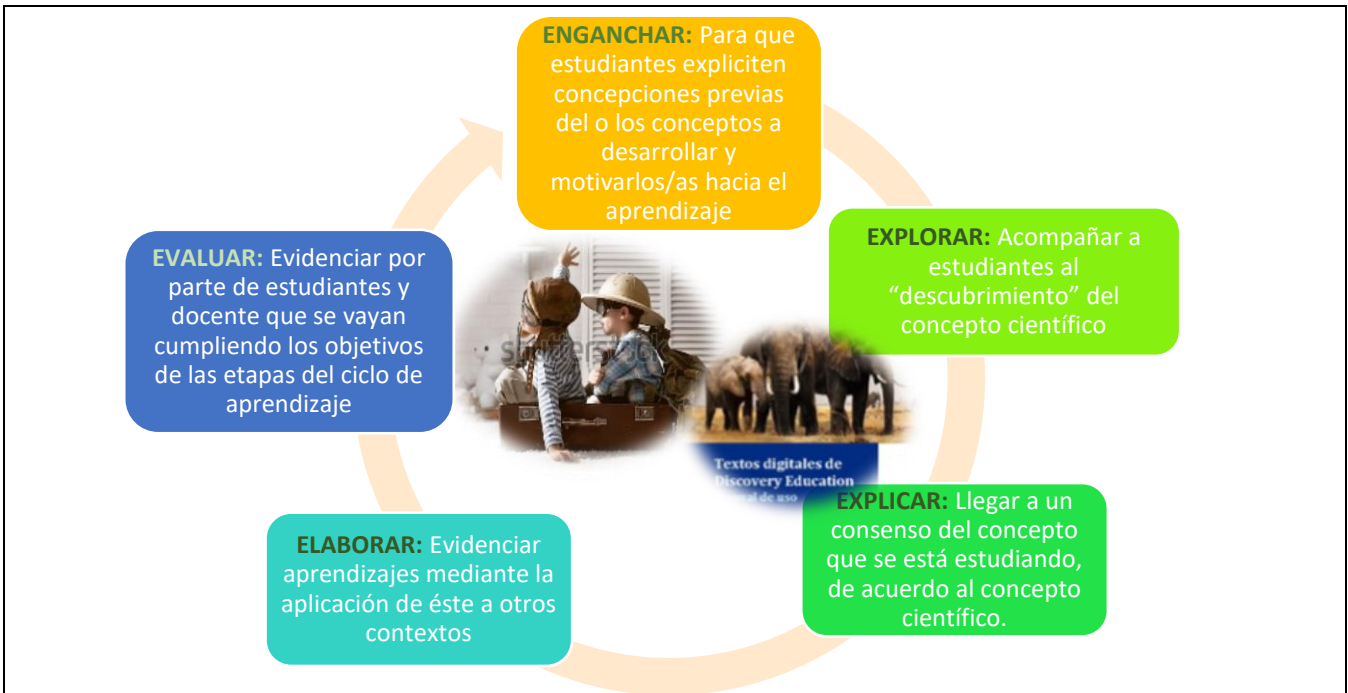 ENGANCHAR: Para que
estudiantes expliciten
concepciones previas
del o los conceptos a
desarrollar y
motivarlos/as hacia el
aprendizaje
EXPLORAR: Acompañar a
estudiantes al
“descubrimiento” del
concepto científico
EXPLICAR: Llegar a un
consenso del concepto
que se está estudiando,
de acuerdo al concepto
científico.
ELABORAR: Evidenciar
aprendizajes mediante la
aplicación de éste a otros
contextos
EVALUAR: Evidenciar por
parte de estudiantes y
docente que se vayan
cumpliendo los objetivos
de las etapas del ciclo de
aprendizaje
shutterstock
Textos digitales de
Discovery Education
de uso